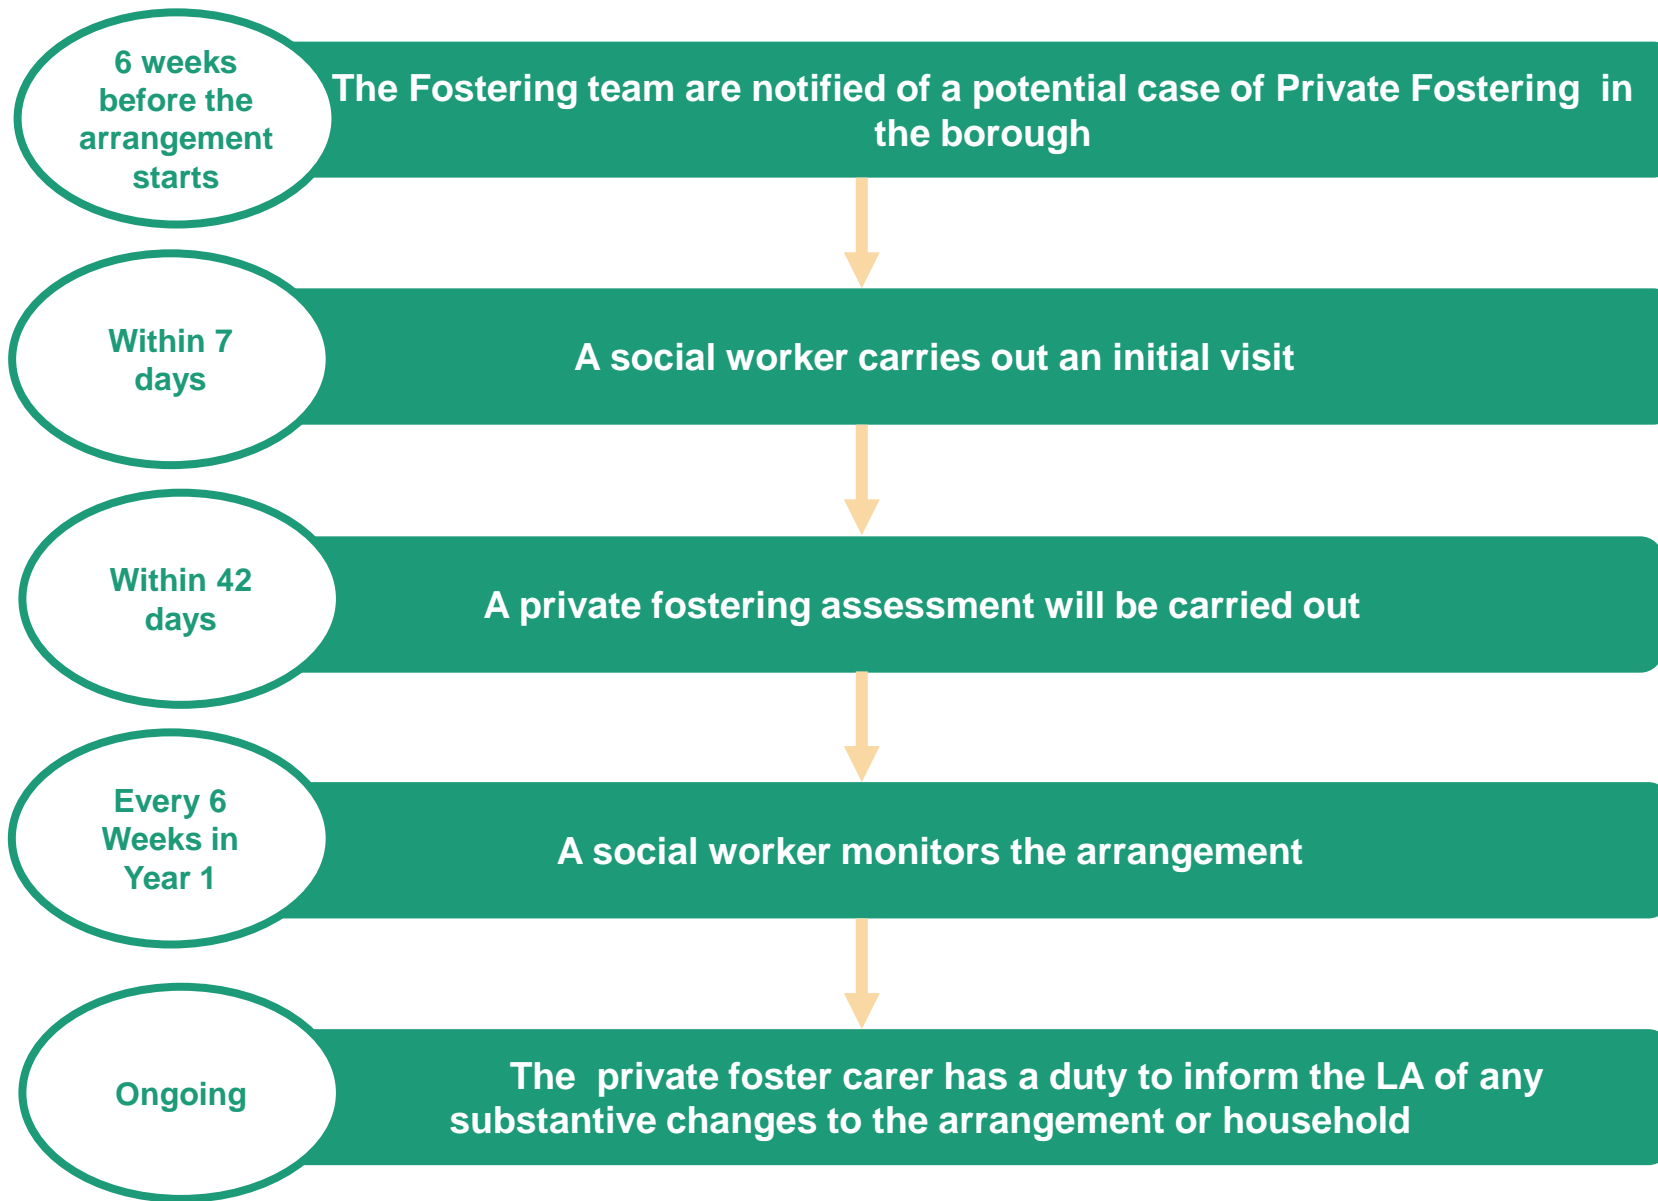 6 weeks
before the
arrangement
starts
The Fostering team are notified of a potential case of Private Fostering in
the borough
Within 7
days
A social worker carries out an initial visit
Within 42
days
A private fostering assessment will be carried out
Every 6
Weeks in
Year 1
A social worker monitors the arrangement
Ongoing
The private foster carer has a duty to inform the LA of any
substantive changes to the arrangement or household